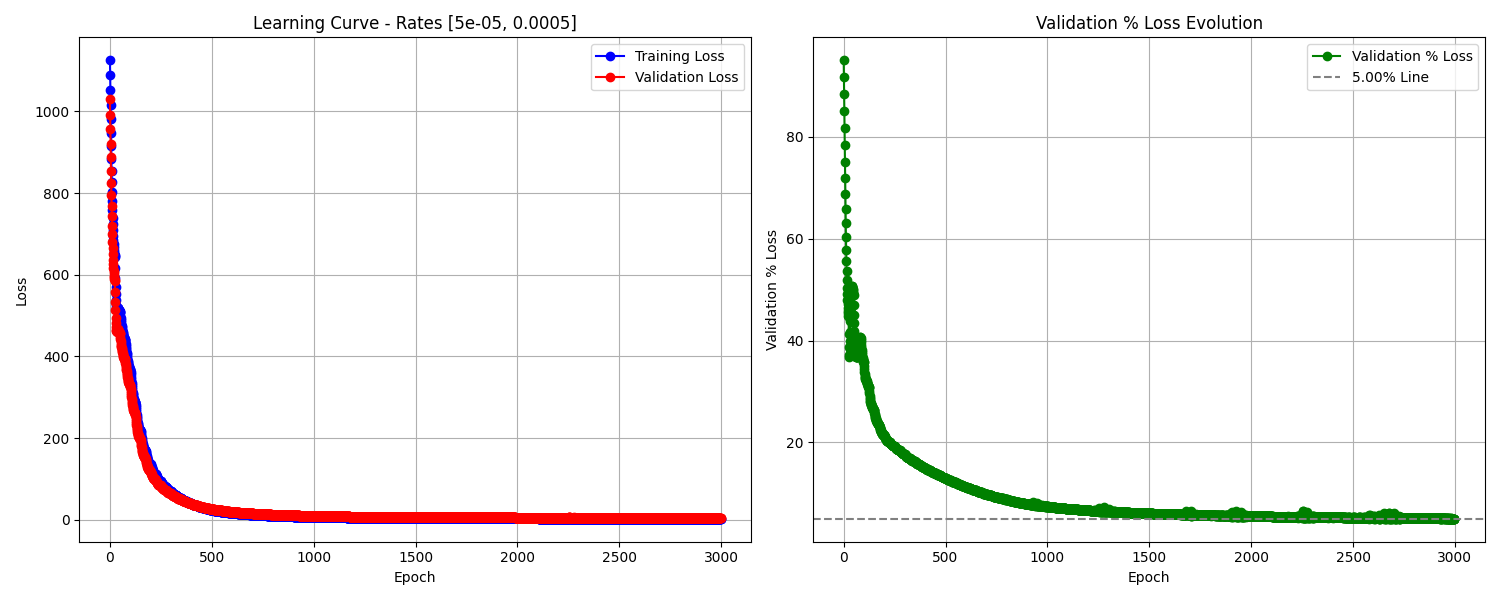 Learning Curve - Rates [5e-05, 0.0005]
Training Loss
Validation Loss
Loss
1000
800
600
400
200
0
0 500 1000 1500 2000 2500 3000
Epoch
Validation % Loss Evolution
Validation % Loss
5.00% Line
Validation % Loss
80
60
40
20
0 500 1000 1500 2000 2500 3000
Epoch